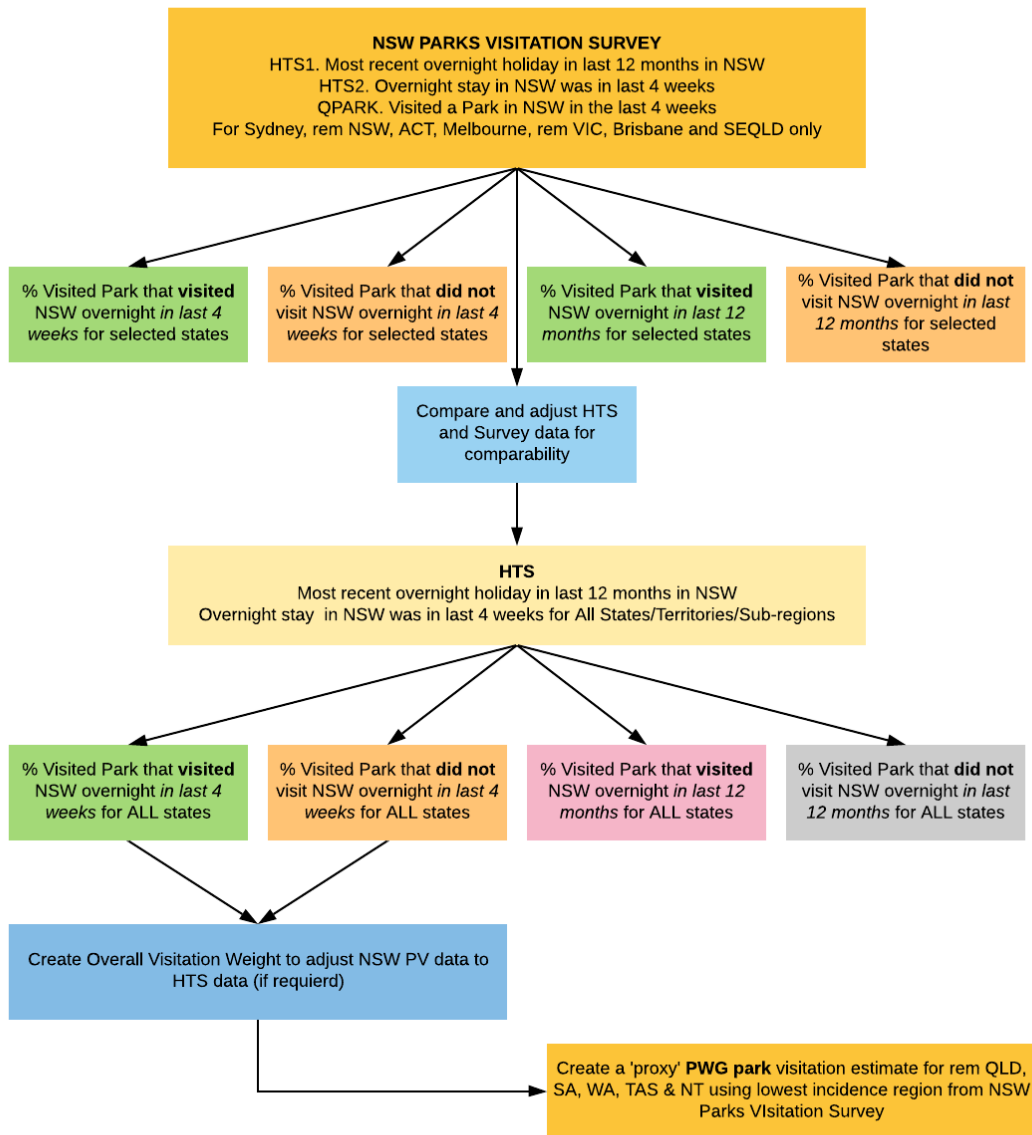 NSW PARKS VISITATION SURVEY
HTS1. Most recent overnight holiday in last 12 months in NSW
HTS2. Overnight stay in NSW was in last 4 weeks
QPARK. Visited a Park in NSW in the last 4 weeks
For Sydney, rem NSW, ACT, Melbourne, rem VIC, Brisbane and SEQLD only
% Visited Park that visited
NSW overnight in last 4
weeks for selected states
% Visited Park that did not
visit NSW overnight in last 4
weeks for selected states
% Visited Park that visited
NSW overnight in last 12
months for selected states
% Visited Park that did not
visit NSW overnight in last
12 months for selected
states
Compare and adjust HTS
and Survey data for
comparability
HTS
Most recent overnight holiday in last 12 months in NSW
Overnight stay in NSW was in last 4 weeks for All States/Territories/Sub-regions
% Visited Park that visited
NSW overnight in last 4
weeks for ALL states
% Visited Park that did not
visit NSW overnight in last 4
weeks for ALL states
% Visited Park that visited
NSW overnight in last 12
months for ALL states
% Visited Park that did not
visit NSW overnight in last
12 months for ALL states
Create Overall Visitation Weight to adjust NSW PV data to
HTS data (if requierd)
Create a 'proxy' PWG park visitation estimate for rem QLD,
SA, WA, TAS & NT using lowest incidence region from NSW
Parks VIsitation Survey